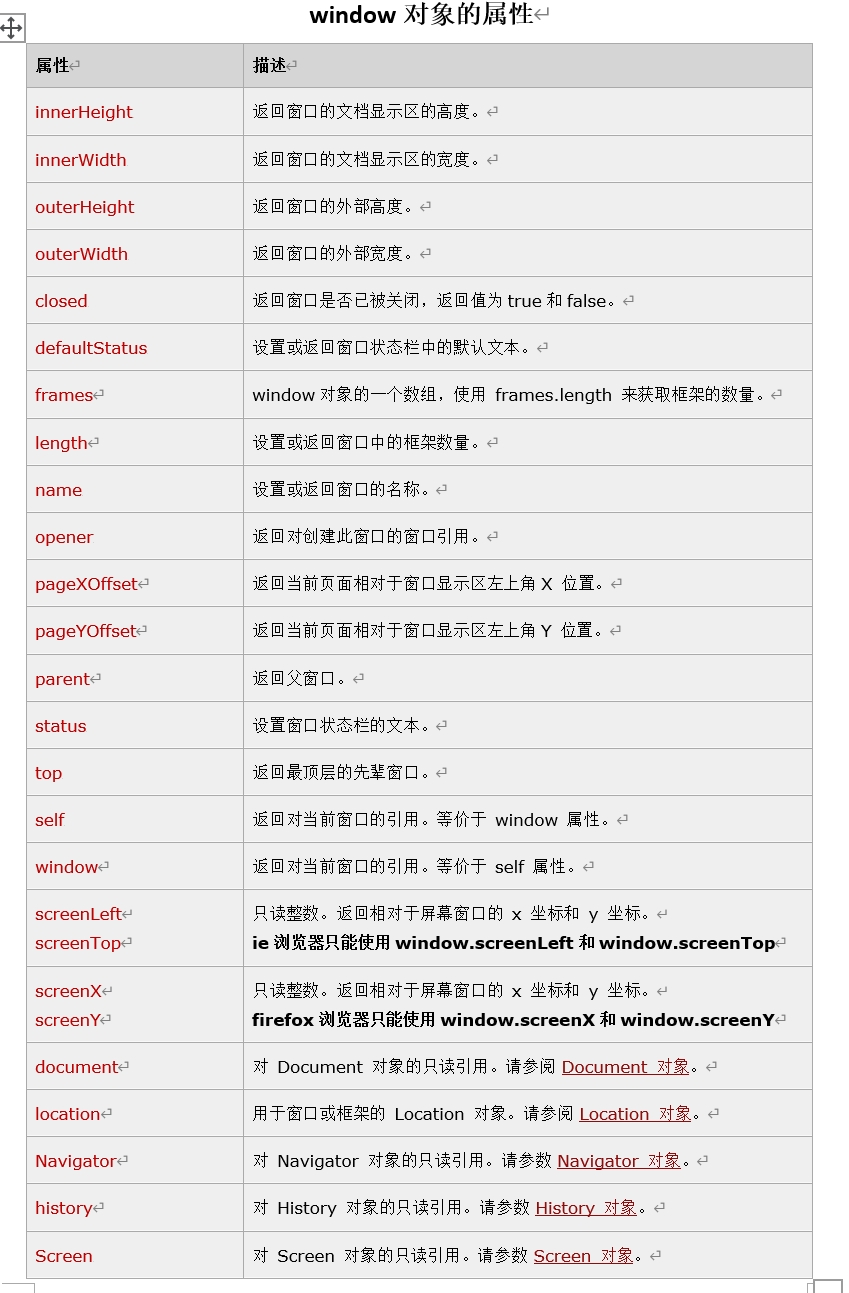 window 对象的属性
属性 描述
innerHeight 返回窗口的文档显示区的高度。
innerWidth 返回窗口的文档显示区的宽度。
outerHeight 返回窗口的外部高度。
outerWidth 返回窗口的外部宽度。
closed 返回窗口是否已被关闭，返回值为 true 和 false。
defaultStatus 设置或返回窗口状态栏中的默认文本。
frames window 对象的一个数组，使用 frames.length 来获取框架的数量。
length 设置或返回窗口中的框架数量。
name 设置或返回窗口的名称。
opener 返回对创建此窗口的窗口引用。
pageXOffset 返回当前页面相对于窗口显示区左上角 X 位置。
pageYOffset 返回当前页面相对于窗口显示区左上角 Y 位置。
parent 返回父窗口。
status 设置窗口状态栏的文本。
top 返回最顶层的先辈窗口。
self 返回对当前窗口的引用。等价于 window 属性。
window 返回对当前窗口的引用。等价于 self 属性。
screenLeft 只读整数。返回相对于屏幕窗口的 x 坐标和 y 坐标。
screenTop ie 浏览器只能使用 window.screenLeft 和 window.screenTop
screenX 只读整数。返回相对于屏幕窗口的 x 坐标和 y 坐标。
screenY firefox 浏览器只能使用 window.screenX 和 window.screenY
document 对 Document 对象的只读引用。请参阅 Document 对象。
location 用于窗口或框架的 Location 对象。请参阅 Location 对象。
Navigator 对 Navigator 对象的只读引用。请参数 Navigator 对象。
history 对 History 对象的只读引用。请参数 History 对象。
Screen 对 Screen 对象的只读引用。请参数 Screen 对象。